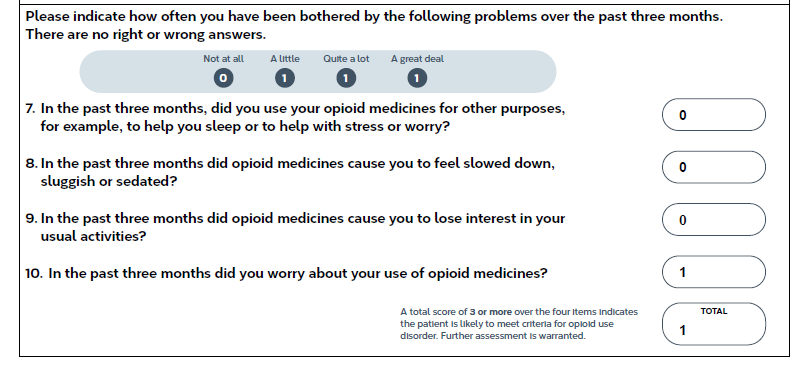 Please indicate how often you have been bothered by the following problems over the past three months.
There are no right or wrong answers.
Not at all A little Quite a lot A great deal
0 1 1 1
7. In the past three months, did you use your opioid medicines for other purposes,
for example, to help you sleep or to help with stress or worry?
0
8. In the past three months did opioid medicines cause you to feel slowed down,
sluggish or sedated?
0
9. In the past three months did opioid medicines cause you to lose interest in your
usual activities?
0
10. In the past three months did you worry about your use of opioid medicines?
1
A total score of 3 or more over the four items indicates
the patient is likely to meet criteria for opioid use
disorder. Further assessment is warranted.
TOTAL
1